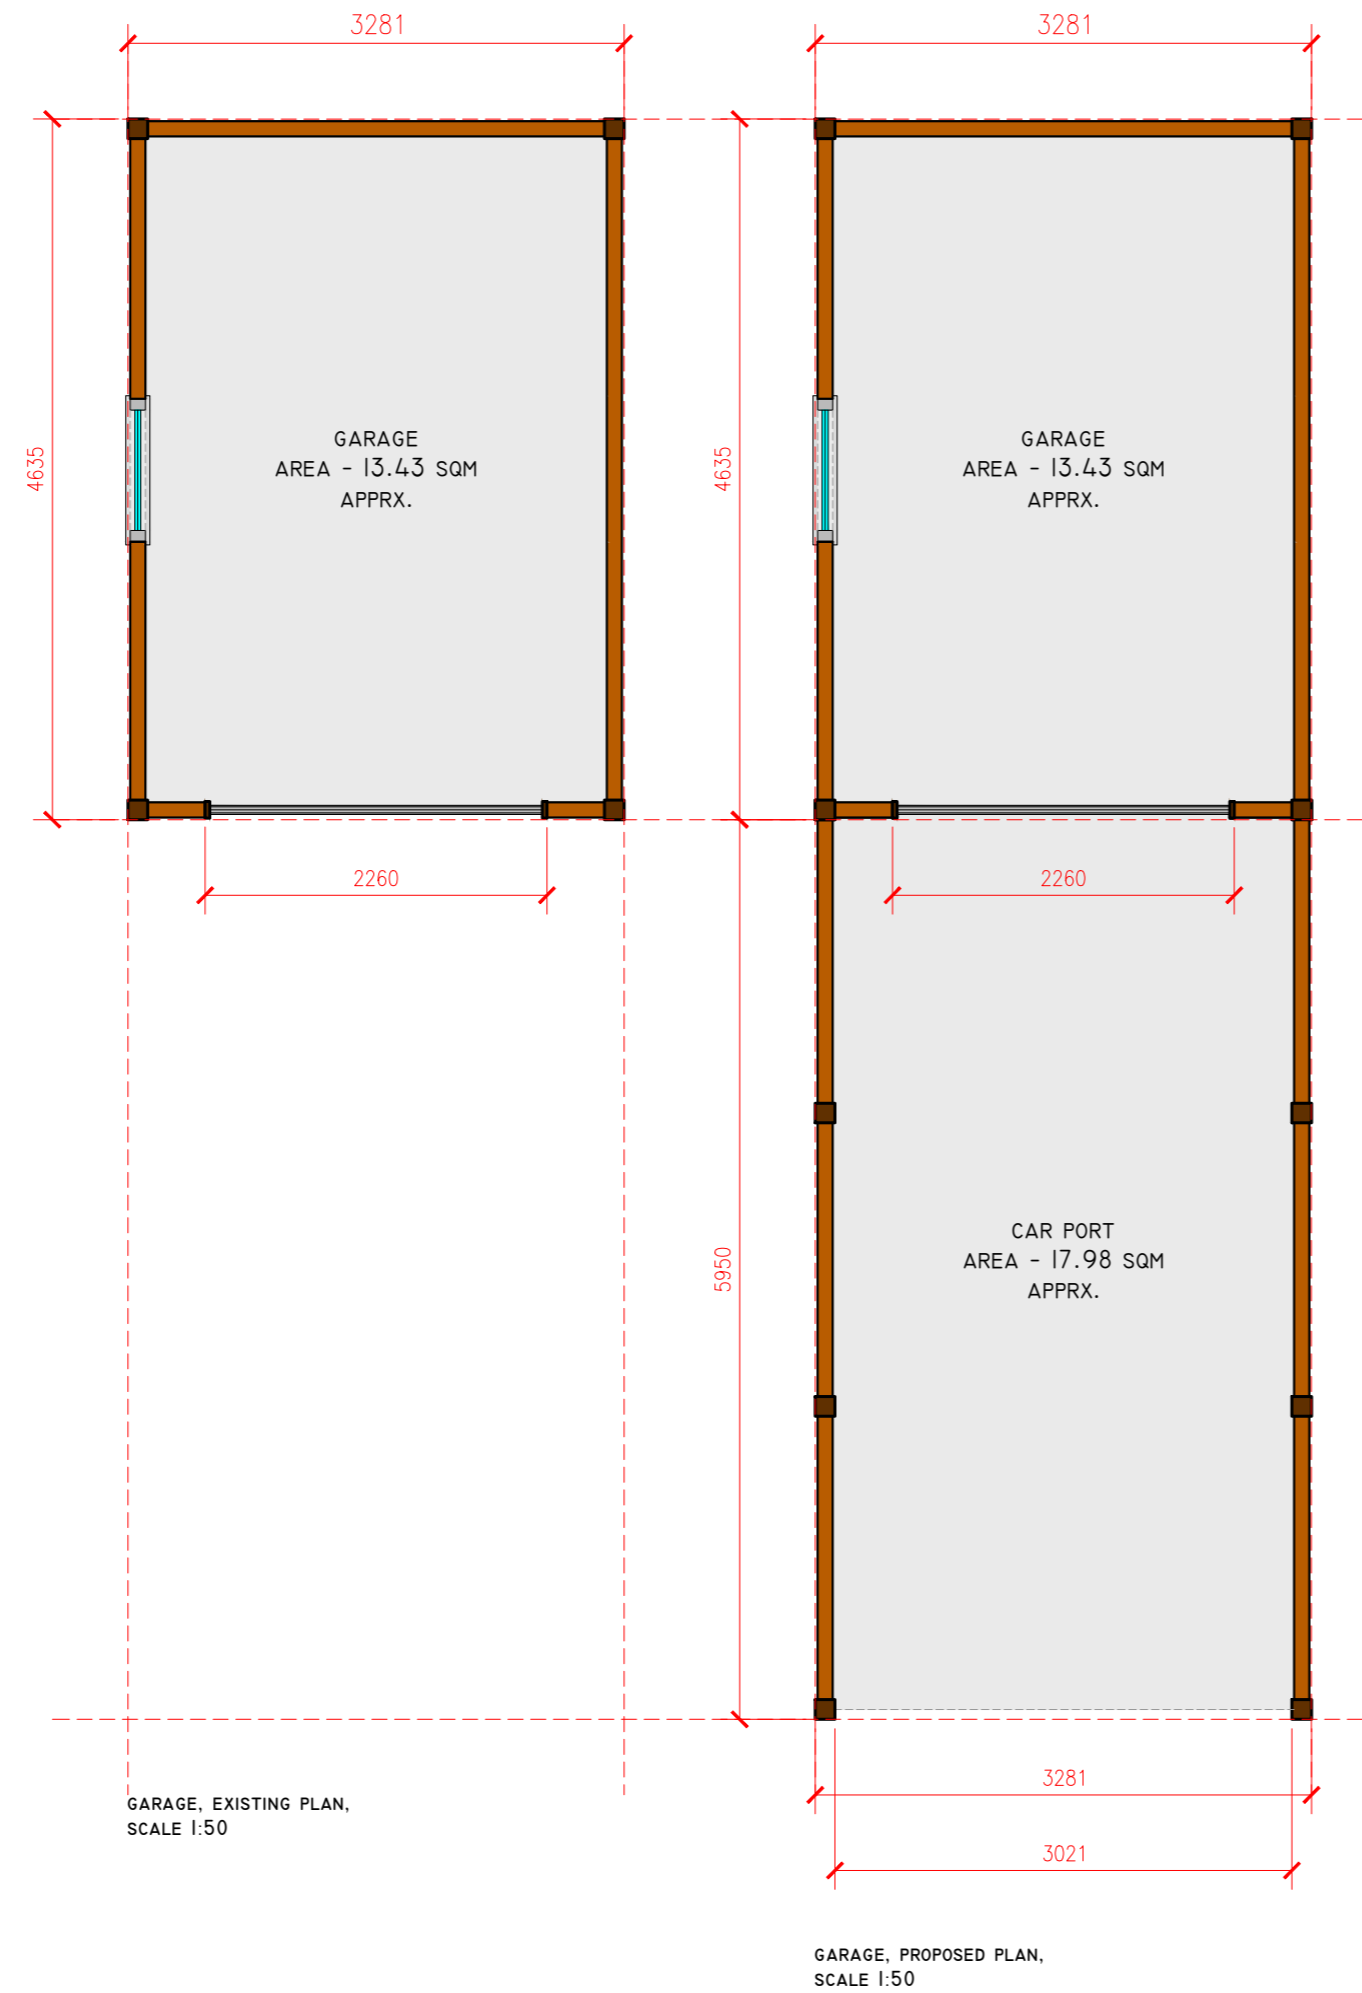 3281
4635
GARAGE
AREA - 13.43 SQM
APPRX.
2260
GARAGE, EXISTING PLAN,
SCALE 1:50
3281
4635
GARAGE
AREA - 13.43 SQM
APPRX.
2260
5950
CAR PORT
AREA - 17.98 SQM
APPRX.
3281
3021
GARAGE, PROPOSED PLAN,
SCALE 1:50